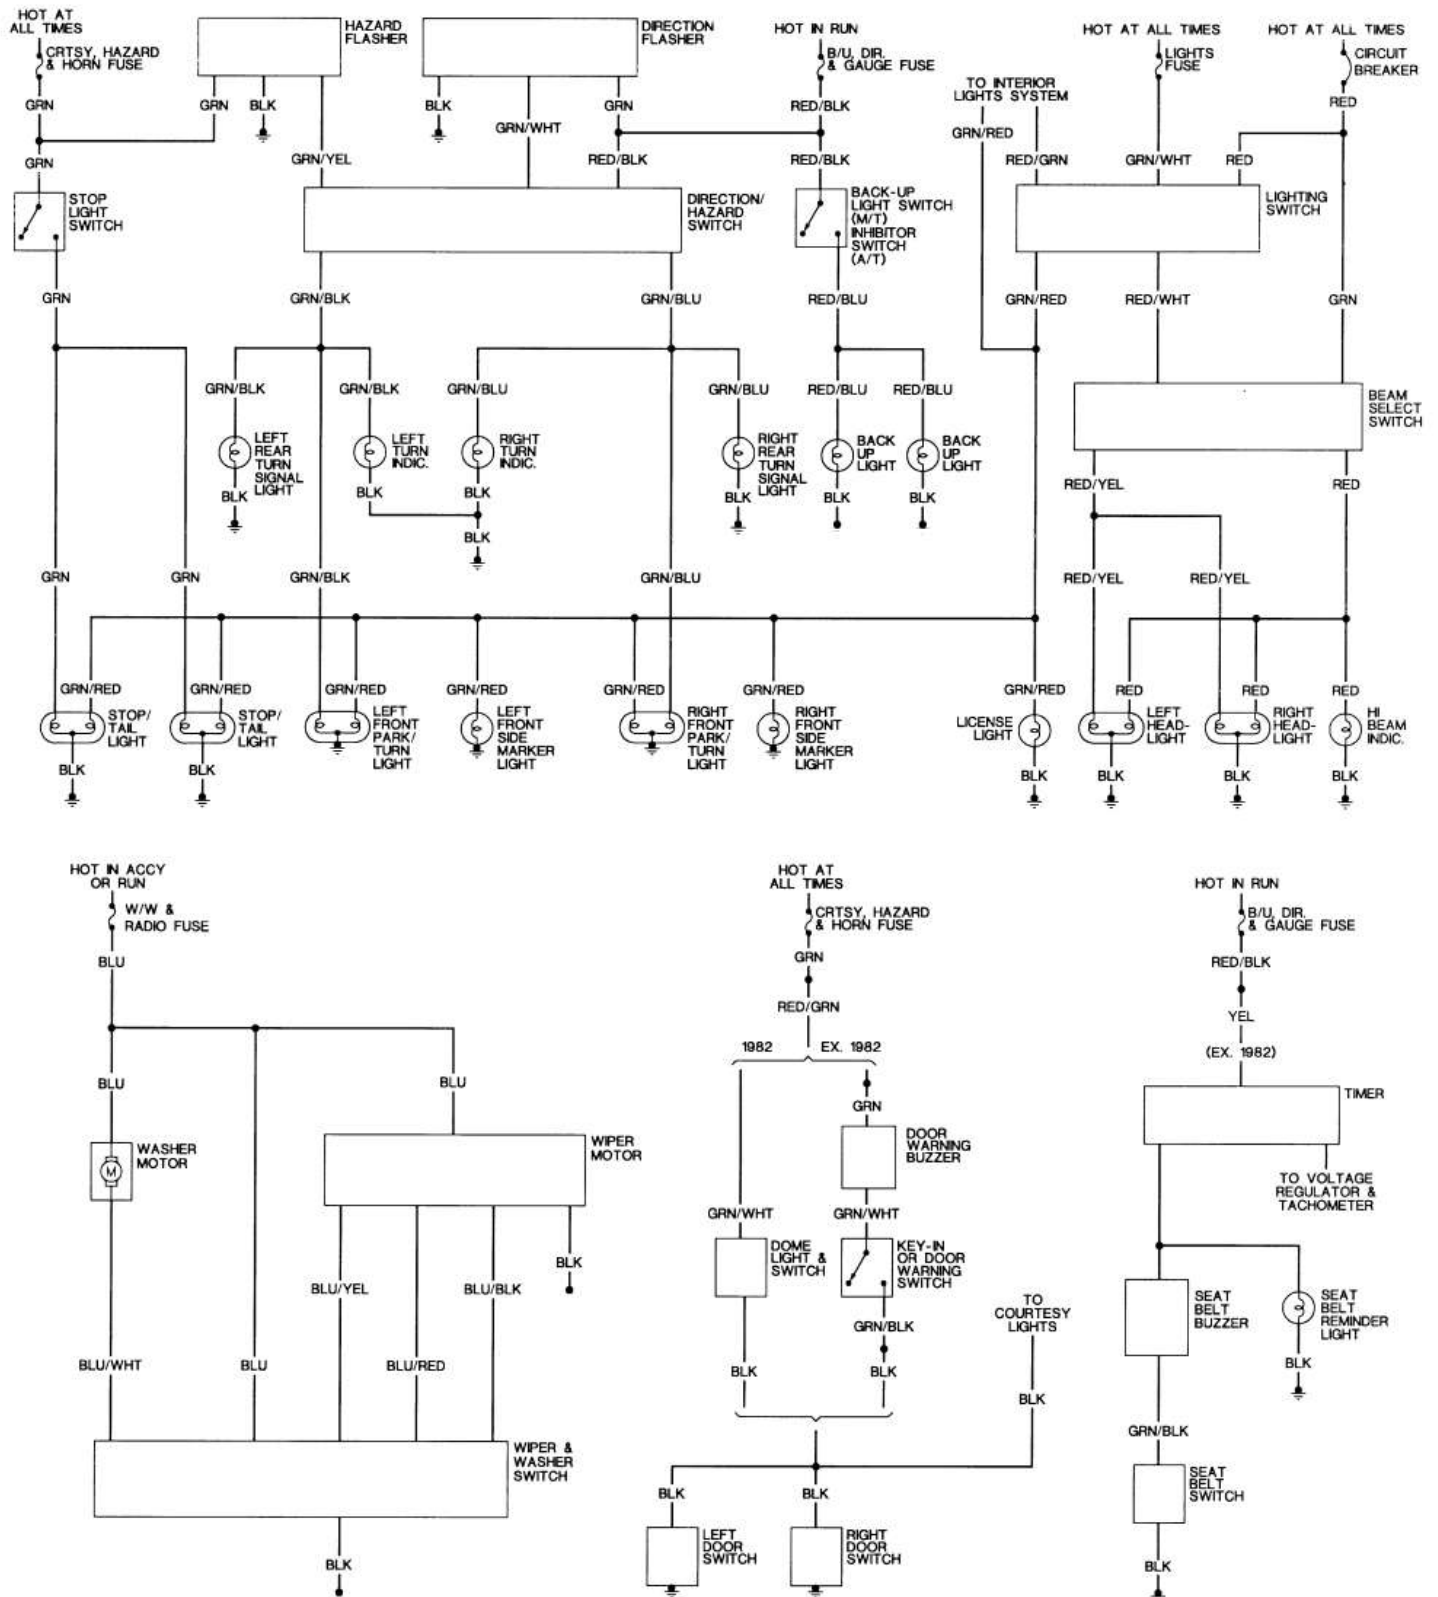 HOT AT
ALL TIMES
CRTSY, HAZARD
& HORN FUSE
HAZARD
FLASHER
DIRECTION
FLASHER
HOT IN RUN
B/U, DIR.
& GAUGE FUSE
HOT AT ALL TIMES
LIGHTS
FUSE
HOT AT ALL TIMES
CIRCUIT
BREAKER
TO INTERIOR
LIGHTS SYSTEM
GRN
GRN
BLK
BLK
GRN/WHT
GRN
RED/BLK
GRN/RED
RED
GRN
GRN/YEL
RED/BLK
RED/BLK
RED/GRN
GRN/WHT
RED
STOP
LIGHT
SWITCH
DIRECTION/
HAZARD
SWITCH
BACK-UP
LIGHT SWITCH
(M/T)
INHIBITOR
SWITCH
(A/T)
LIGHTING
SWITCH
GRN
GRN/BLK
GRN/BLU
RED/BLU
GRN/RED
RED/WHT
GRN
GRN/BLK
GRN/BLK
GRN/BLU
GRN/BLU
RED/BLU
RED/BLU
BEAM
SELECT
SWITCH
LEFT
REAR
TURN
SIGNAL
LIGHT
LEFT
TURN
INDIC.
RIGHT
TURN
INDIC.
RIGHT
REAR
TURN
SIGNAL
LIGHT
BACK
UP
LIGHT
BACK
UP
LIGHT
BLK
BLK
BLK
BLK
BLK
BLK
BLK
RED/YEL
RED
GRN
GRN
GRN/BLK
GRN/BLU
RED/YEL
RED/YEL
GRN/RED
GRN/RED
GRN/RED
GRN/RED
GRN/RED
GRN/RED
GRN/RED
RED
RED
RED
STOP/
TAIL
LIGHT
STOP/
TAIL
LIGHT
LEFT
FRONT
PARK/
TURN
LIGHT
LEFT
FRONT
SIDE
MARKER
LIGHT
RIGHT
FRONT
PARK/
TURN
LIGHT
RIGHT
FRONT
SIDE
MARKER
LIGHT
LICENSE
LIGHT
LEFT
HEAD-
LIGHT
RIGHT
HEAD-
LIGHT
HI
BEAM
INDIC.
BLK
BLK
BLK
BLK
BLK
BLK
HOT IN ACCY
OR RUN
W/W &
RADIO FUSE
BLU
BLU
BLU
WASHER
MOTOR
M
WIPER
MOTOR
BLU/YEL
BLU/BLK
BLK
BLU/WHT
BLU
BLU/RED
WIPER &
WASHER
SWITCH
BLK
HOT AT
ALL TIMES
CRTSY, HAZARD
& HORN FUSE
GRN
RED/GRN
1982
EX. 1982
GRN
DOOR
WARNING
BUZZER
GRN/WHT
GRN/WHT
DOME
LIGHT &
SWITCH
KEY-IN
OR DOOR
WARNING
SWITCH
GRN/BLK
BLK
BLK
TO
COURTESY
LIGHTS
BLK
BLK
BLK
LEFT
DOOR
SWITCH
RIGHT
DOOR
SWITCH
HOT IN RUN
B/U, DIR.
& GAUGE FUSE
RED/BLK
YEL
(EX. 1982)
TIMER
TO VOLTAGE
REGULATOR &
TACHOMETER
SEAT
BELT
BUZZER
SEAT
BELT
REMINDER
LIGHT
BLK
GRN/BLK
SEAT
BELT
SWITCH
BLK